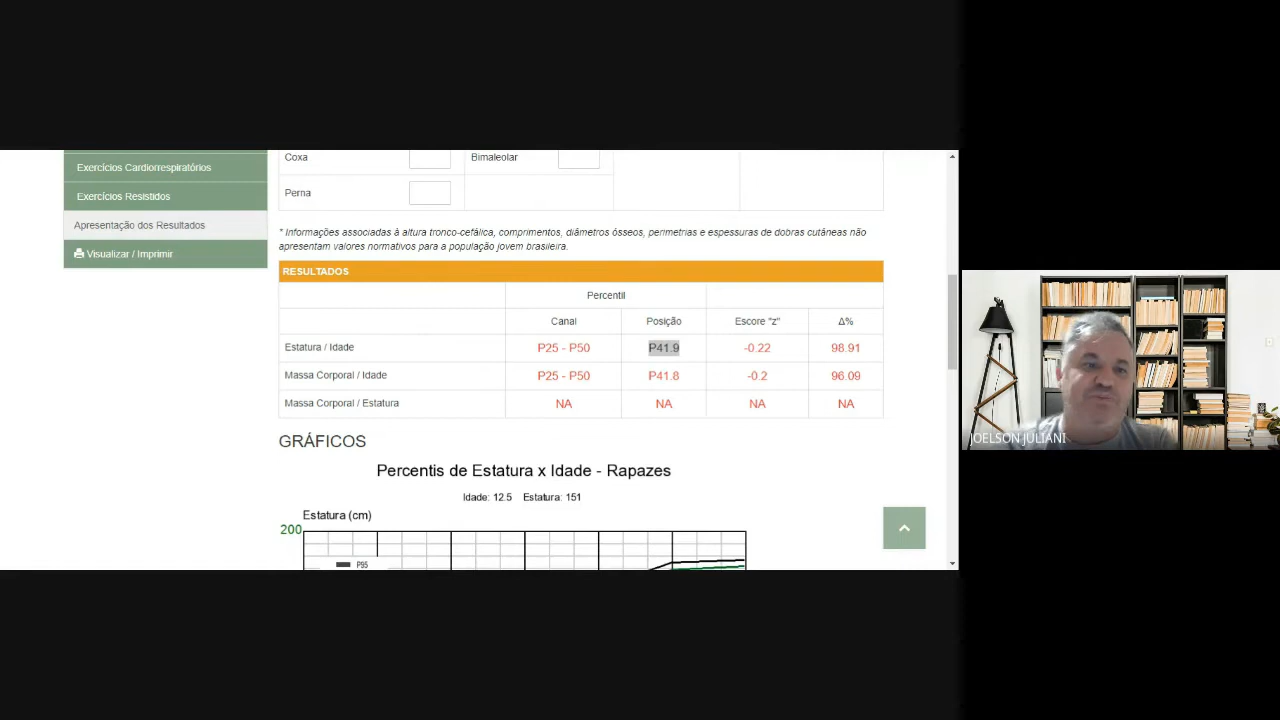 Exercícios Cardiorrespiratórios
Exercícios Resistidos
Apresentação dos Resultados
Visualizar / Imprimir
Coxa
Bimaleolar
Perna
* Informações associadas à altura tronco-cefálica, comprimentos, diâmetros ósseos, perimetrias e espessuras de dobras cutâneas não
apresentam valores normativos para a população jovem brasileira.
RESULTADOS
Percentil
Canal Posição Escore "z" Δ%
Estatura / Idade P25 - P50 P41.9 -0.22 98.91
Massa Corporal / Idade P25 - P50 P41.8 -0.2 96.09
Massa Corporal / Estatura NA NA NA NA
GRÁFICOS
Percentis de Estatura x Idade - Rapazes
Idade: 12.5 Estatura: 151
Estatura (cm)
200
P95
JOELSON JULIANI